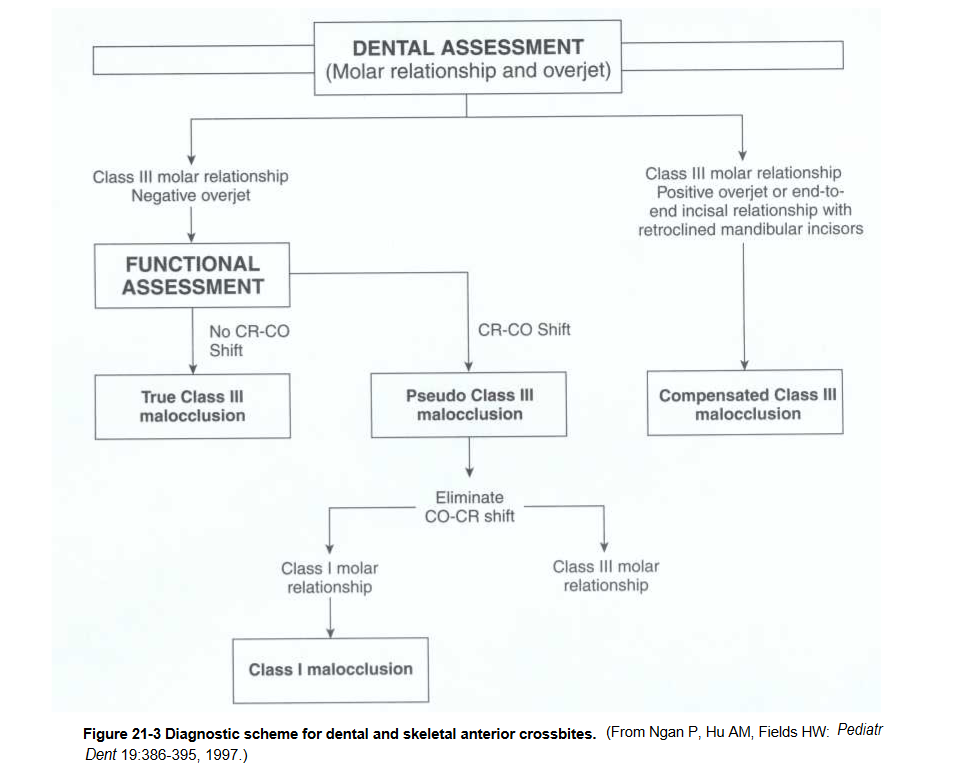 DENTAL ASSESSMENT
(Molar relationship and overjet)
Class III molar relationship
Negative overjet
Class III molar relationship
Positive overjet or end-to-
end incisal relationship with
retroclined mandibular incisors
FUNCTIONAL
ASSESSMENT
No CR-CO
Shift
CR-CO Shift
True Class III
malocclusion
Pseudo Class III
malocclusion
Compensated Class III
malocclusion
Eliminate
CO-CR shift
Class I molar
relationship
Class III molar
relationship
Class I malocclusion
Figure 21-3 Diagnostic scheme for dental and skeletal anterior crossbites. (From Ngan P, Hu AM, Fields HW: Pediatr
Dent 19:386-395, 1997.)